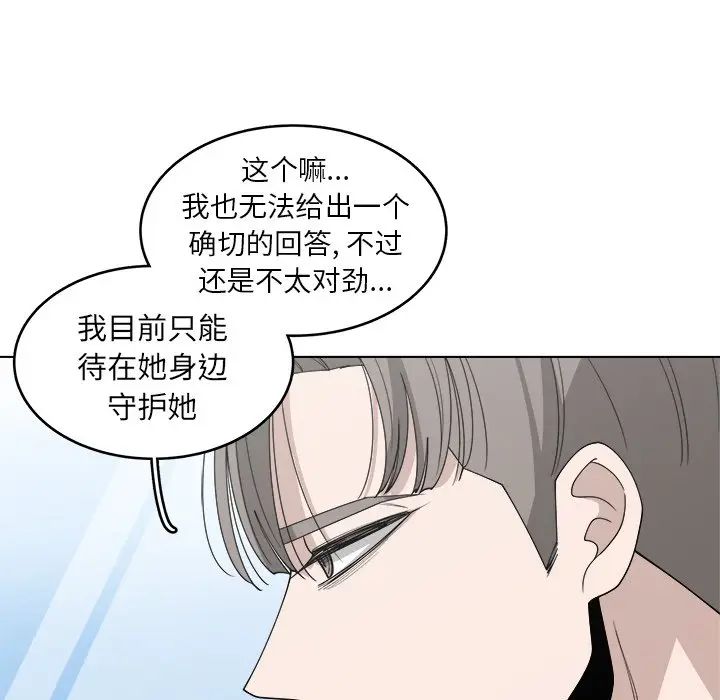 这个嘛...
我也无法给出一个
确切的回答, 不过
还是不太对劲...
我目前只能
待在她身边
守护她